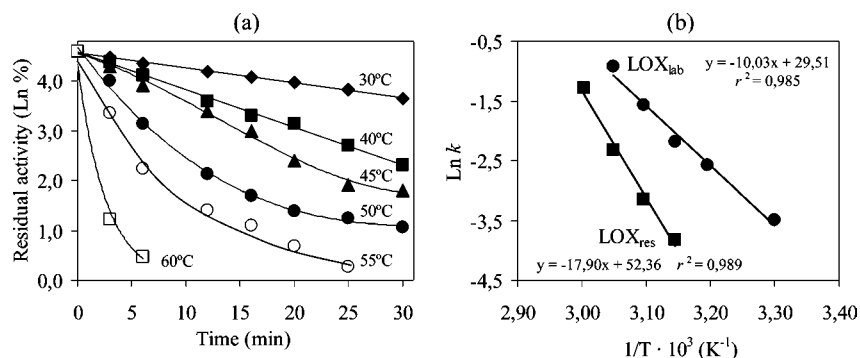 (a)
Residual activity (Ln %)
4,0
3,0
2,0
1,0
0,0
30ºC
40ºC
45ºC
50ºC
55ºC
60ºC
0 5 10 15 20 25 30
Time (min)
(b)
Ln k
-0,5
-1,5
-2,5
-3,5
-4,5
LOXlab
y = -10,03x + 29,51
r² = 0,985
LOXres
y = -17,90x + 52,36 r² = 0,989
2,90 3,00 3,10 3,20 3,30 3,40
1/T · 10³ (K⁻¹)